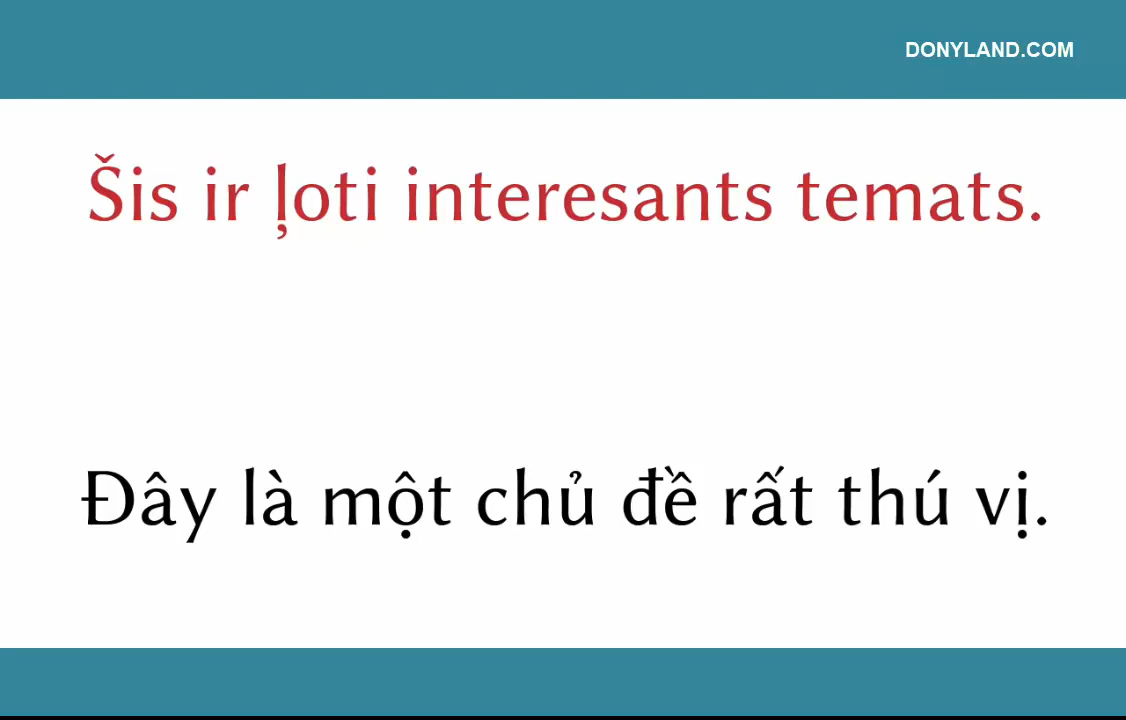 DONYLAND.COM
Šis ir ļoti interesants temats.
Đây là một chủ đề rất thú vị.